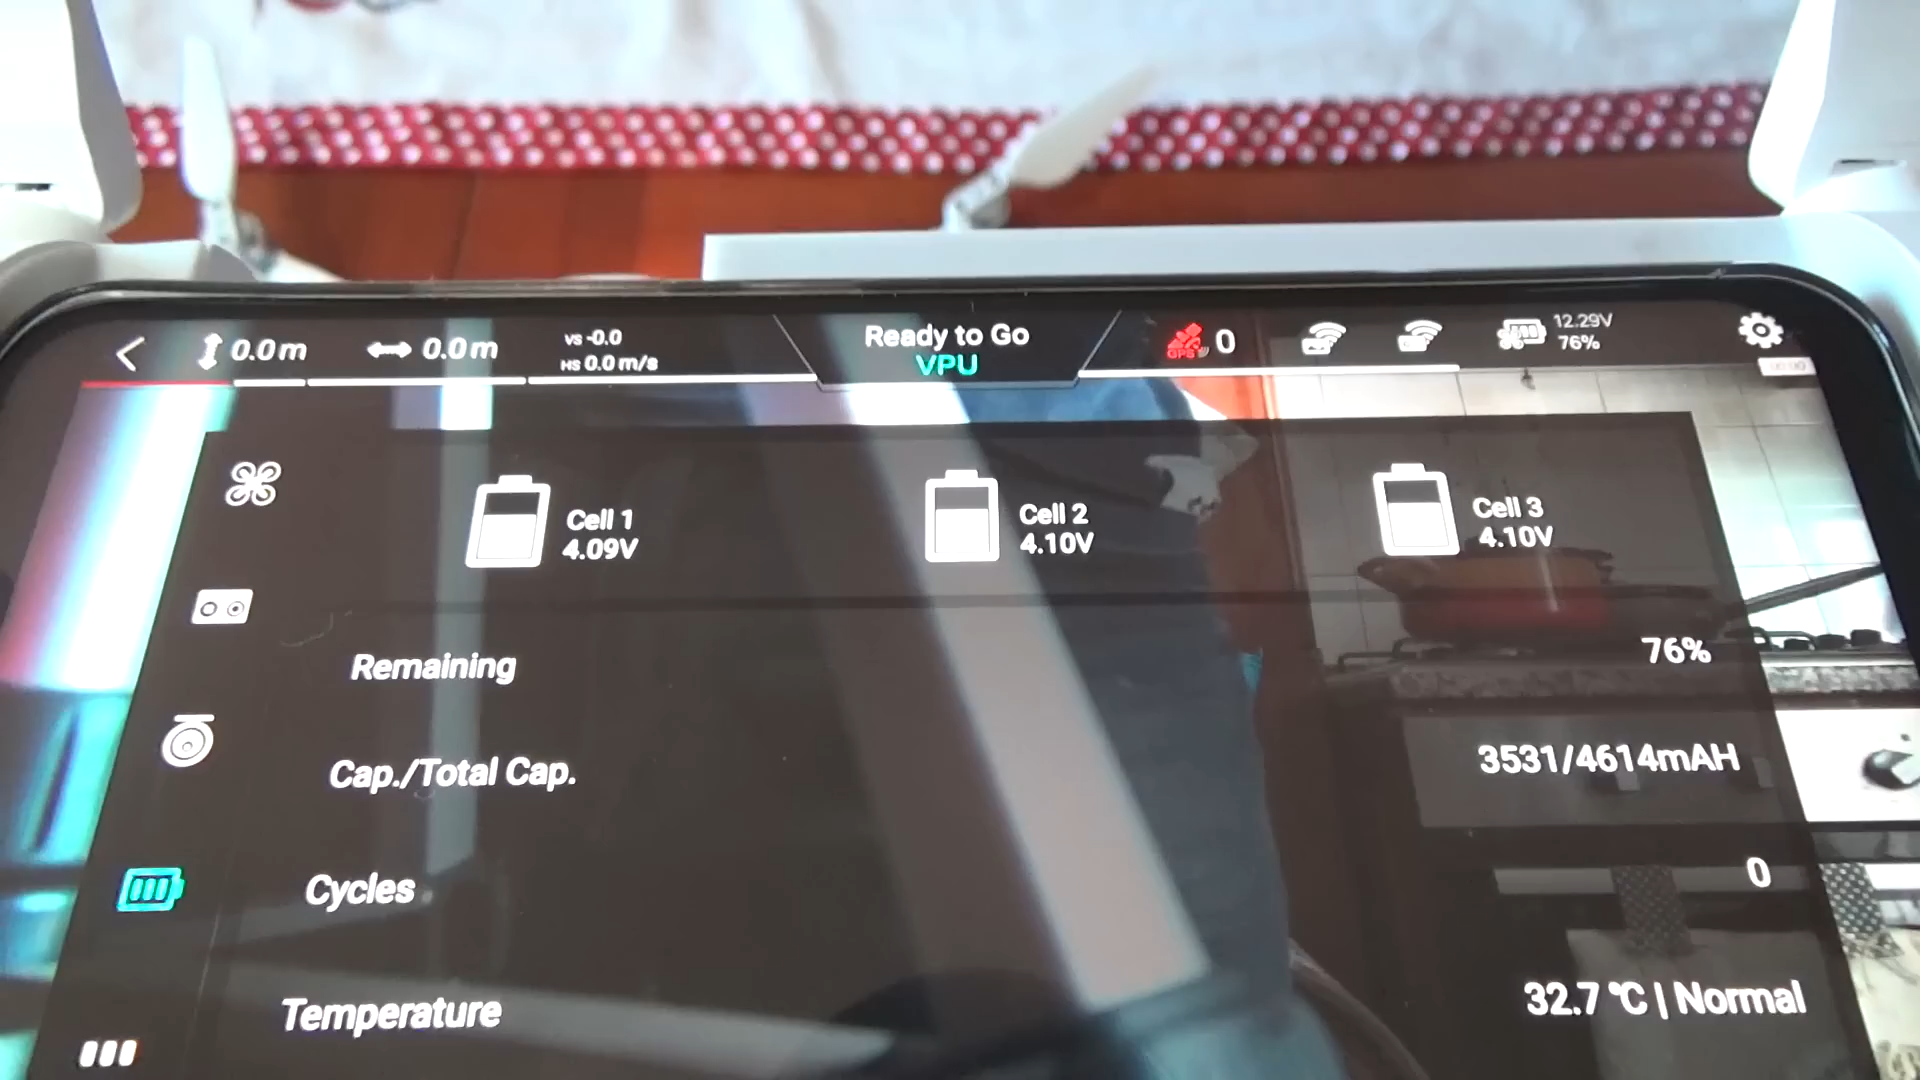 0.0m
0.0m
VS -0.0
HS 0.0m/s
Ready to Go
VPU
GPS
0
12.29V
76%
Cell 1
4.09V
Cell 2
4.10V
Cell 3
4.10V
Remaining
76%
Cap./Total Cap.
3531/4614mAH
Cycles
0
Temperature
32.7 °C | Normal